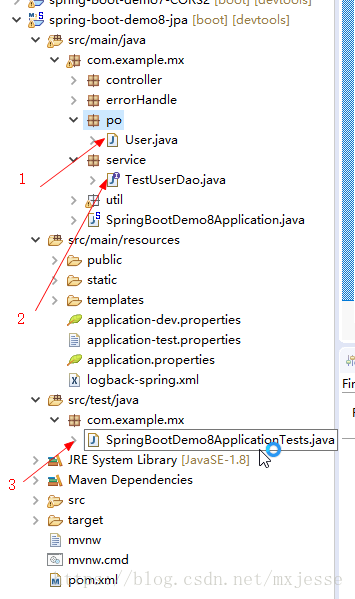 spring-boot-demo7-CORS2 [boot] [devtools]
spring-boot-demo8-jpa [boot] [devtools]
src/main/java
com.example.mx
controller
errorHandle
po
User.java
1
service
TestUserDao.java
util
SpringBootDemo8Application.java
src/main/resources
public
static
2
templates
application-dev.properties
application-test.properties
application.properties
logback-spring.xml
src/test/java
com.example.mx
SpringBootDemo8ApplicationTests.java
JRE System Library [JavaSE-1.8]
3
Maven Dependencies
src
target
mvnw
mvnw.cmd
pom.xml
https://blog.csdn.net/mxjesse